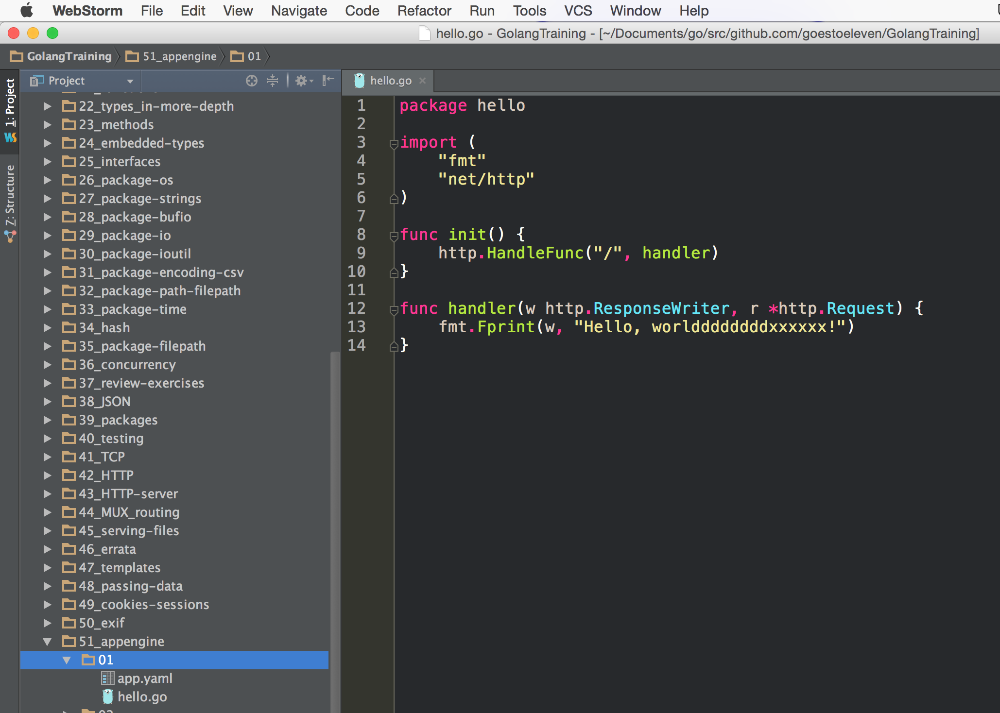 WebStorm File Edit View Navigate Code Refactor Run Tools VCS Window Help
hello.go - GolangTraining - [~/Documents/go/src/github.com/goestoeleven/GolangTraining]
GolangTraining 51_appengine 01
1: Project
7: Structure
Project
22_types_in-more-depth
23_methods
24_embedded-types
25_interfaces
26_package-os
27_package-strings
28_package-bufio
29_package-io
30_package-ioutil
31_package-encoding-csv
32_package-path-filepath
33_package-time
34_hash
35_package-filepath
36_concurrency
37_review-exercises
38_JSON
39_packages
40_testing
41_TCP
42_HTTP
43_HTTP-server
44_MUX_routing
45_serving-files
46_errata
47_templates
48_passing-data
49_cookies-sessions
50_exif
51_appengine
01
app.yaml
hello.go
hello.go
1 package hello
2
3 import (
4 "fmt"
5 "net/http"
6 )
7
8 func init() {
9 http.HandleFunc("/", handler)
10 }
11
12 func handler(w http.ResponseWriter, r *http.Request) {
13 fmt.Fprint(w, "Hello, worldddddddddxxxxxx!")
14 }